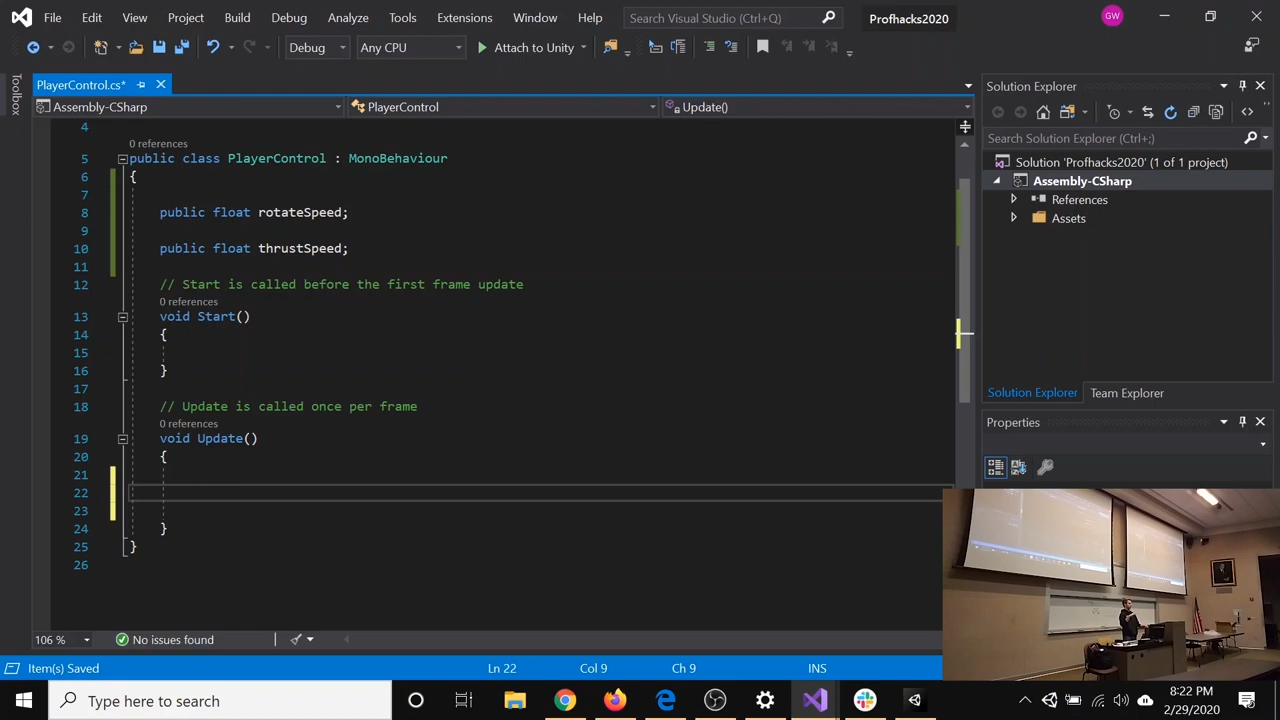 File Edit View Project Build Debug Analyze Tools Extensions Window Help Search Visual Studio (Ctrl+Q) Profhacks2020 GW
Debug Any CPU Attach to Unity
PlayerControl.cs*
Assembly-CSharp PlayerControl Update()
Toolbox
4
0 references
5 public class PlayerControl : MonoBehaviour
6 {
7
8 public float rotateSpeed;
9
10 public float thrustSpeed;
11
12 // Start is called before the first frame update
0 references
13 void Start()
14 {
15
16 }
17
18 // Update is called once per frame
0 references
19 void Update()
20 {
21
22
23
24 }
25 }
26
106 % No issues found
Item(s) Saved Ln 22 Col 9 Ch 9 INS
Solution Explorer
Search Solution Explorer (Ctrl+;)
Solution 'Profhacks2020' (1 of 1 project)
Assembly-CSharp
References
Assets
Solution Explorer Team Explorer
Properties
Type here to search
8:22 PM
2/29/2020